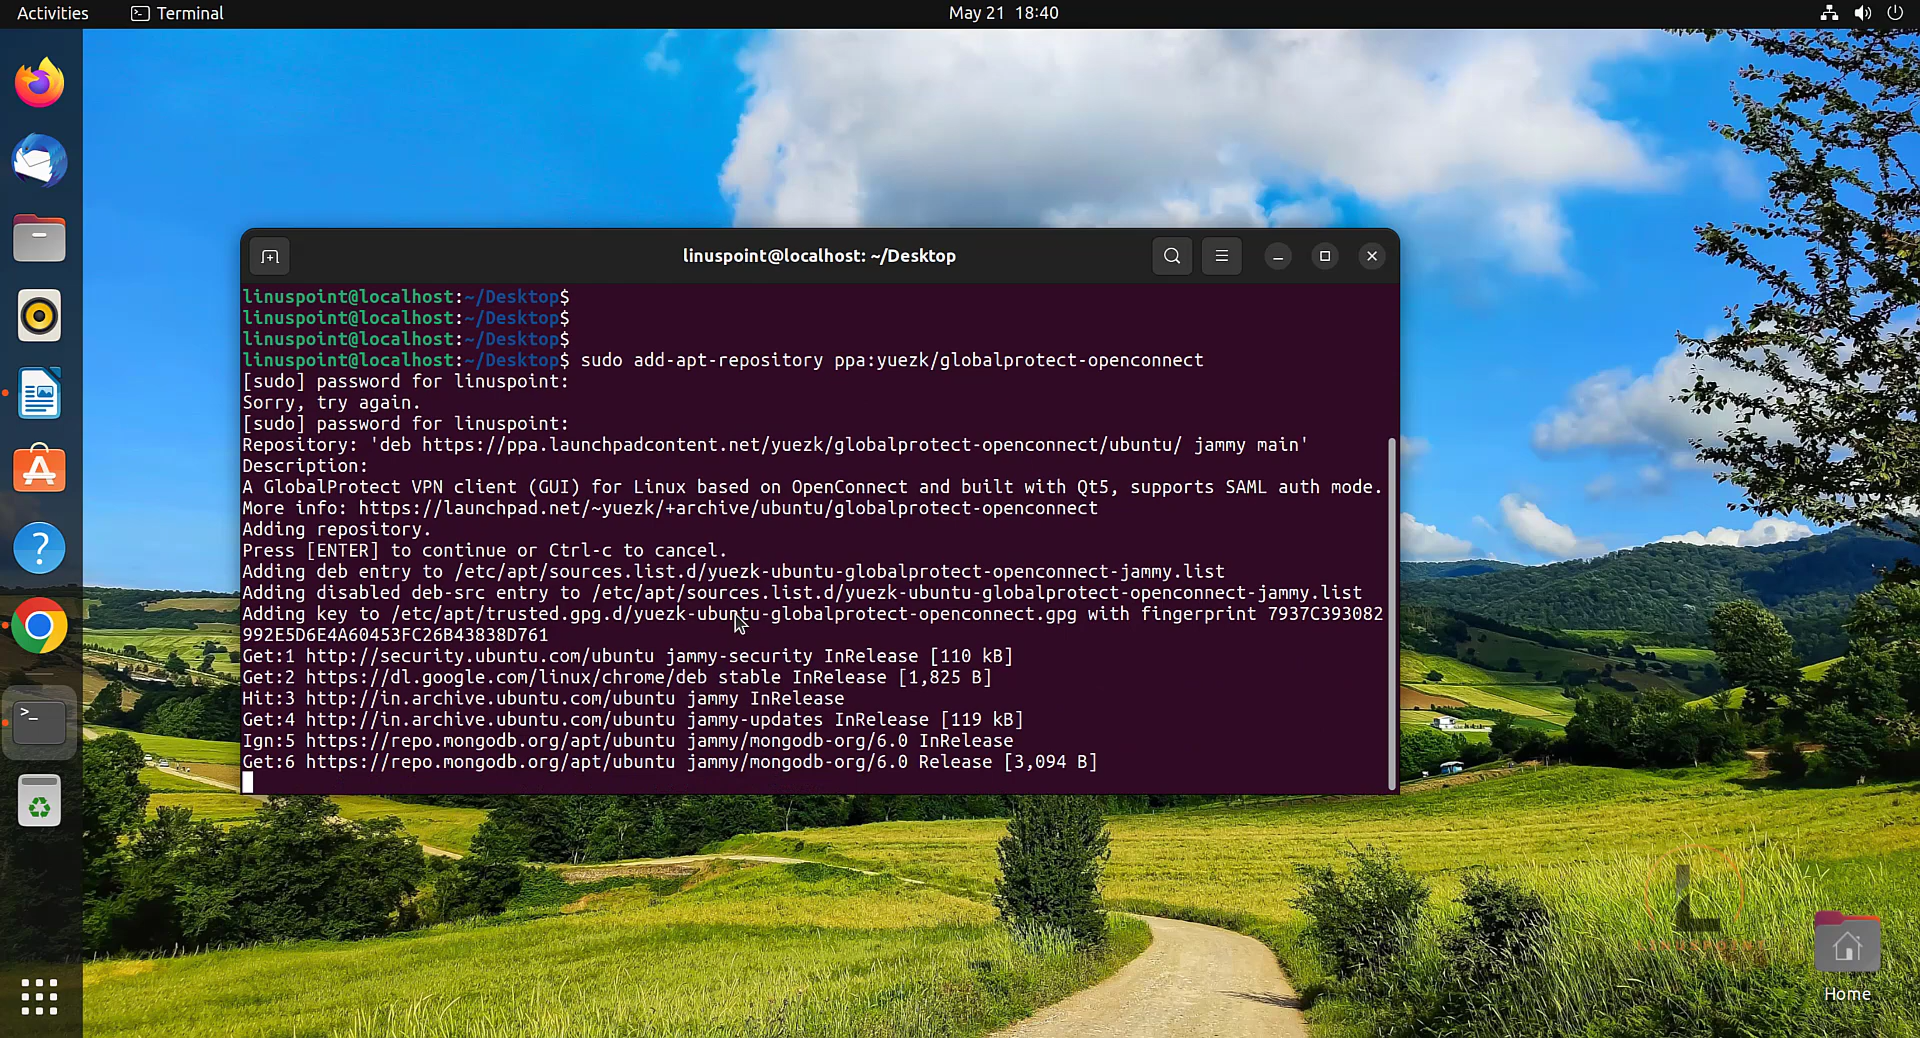 Activities
Terminal
May 21 18:40
linuspoint@localhost: ~/Desktop
linuspoint@localhost:~/Desktop$
linuspoint@localhost:~/Desktop$
linuspoint@localhost:~/Desktop$
linuspoint@localhost:~/Desktop$ sudo add-apt-repository ppa:yuezk/globalprotect-openconnect
[sudo] password for linuspoint:
Sorry, try again.
[sudo] password for linuspoint:
Repository: 'deb https://ppa.launchpadcontent.net/yuezk/globalprotect-openconnect/ubuntu/ jammy main'
Description:
A GlobalProtect VPN client (GUI) for Linux based on OpenConnect and built with Qt5, supports SAML auth mode.
More info: https://launchpad.net/~yuezk/+archive/ubuntu/globalprotect-openconnect
Adding repository.
Press [ENTER] to continue or Ctrl-c to cancel.
Adding deb entry to /etc/apt/sources.list.d/yuezk-ubuntu-globalprotect-openconnect-jammy.list
Adding disabled deb-src entry to /etc/apt/sources.list.d/yuezk-ubuntu-globalprotect-openconnect-jammy.list
Adding key to /etc/apt/trusted.gpg.d/yuezk-ubuntu-globalprotect-openconnect.gpg with fingerprint 7937C393082
992E5D6E4A60453FC26B43838D761
Get:1 http://security.ubuntu.com/ubuntu jammy-security InRelease [110 kB]
Get:2 https://dl.google.com/linux/chrome/deb stable InRelease [1,825 B]
Hit:3 http://in.archive.ubuntu.com/ubuntu jammy InRelease
Get:4 http://in.archive.ubuntu.com/ubuntu jammy-updates InRelease [119 kB]
Ign:5 https://repo.mongodb.org/apt/ubuntu jammy/mongodb-org/6.0 InRelease
Get:6 https://repo.mongodb.org/apt/ubuntu jammy/mongodb-org/6.0 Release [3,094 B]
LINUSPOINT
Home